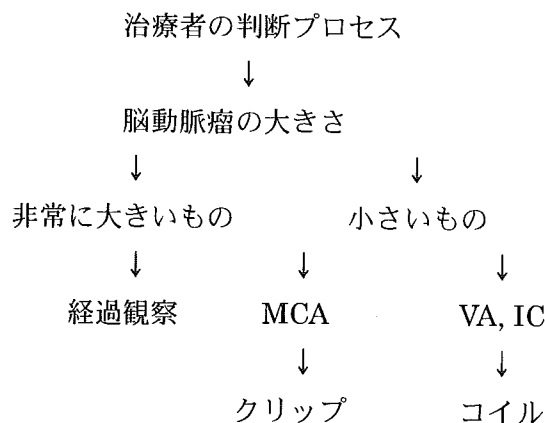 治療者の判断プロセス
↓
脳動脈瘤の大きさ
↓ ↓
非常に大きいもの 小さいもの
↓ ↓ ↓
経過観察 MCA VA, IC
↓ ↓
クリップ コイル